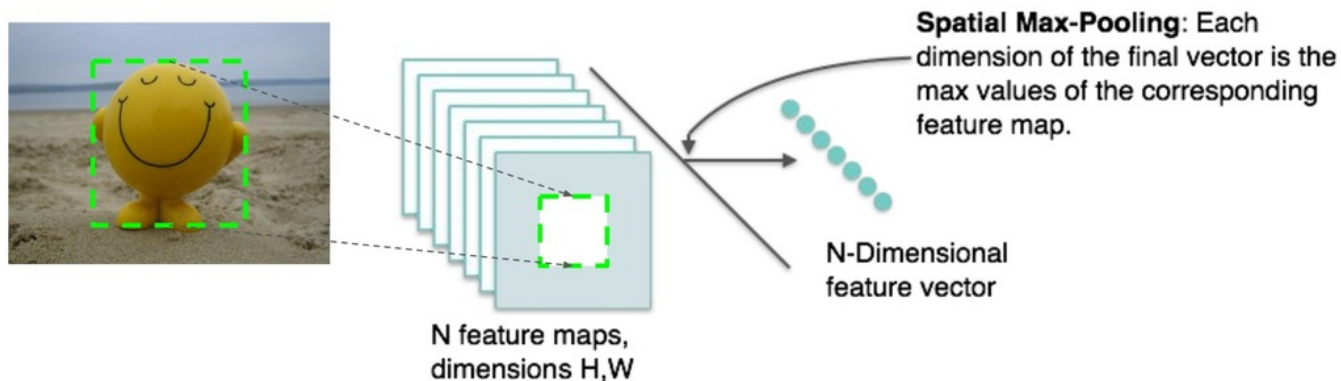 Spatial Max-Pooling: Each
dimension of the final vector is the
max values of the corresponding
feature map.
N-Dimensional
feature vector
N feature maps,
dimensions H,W